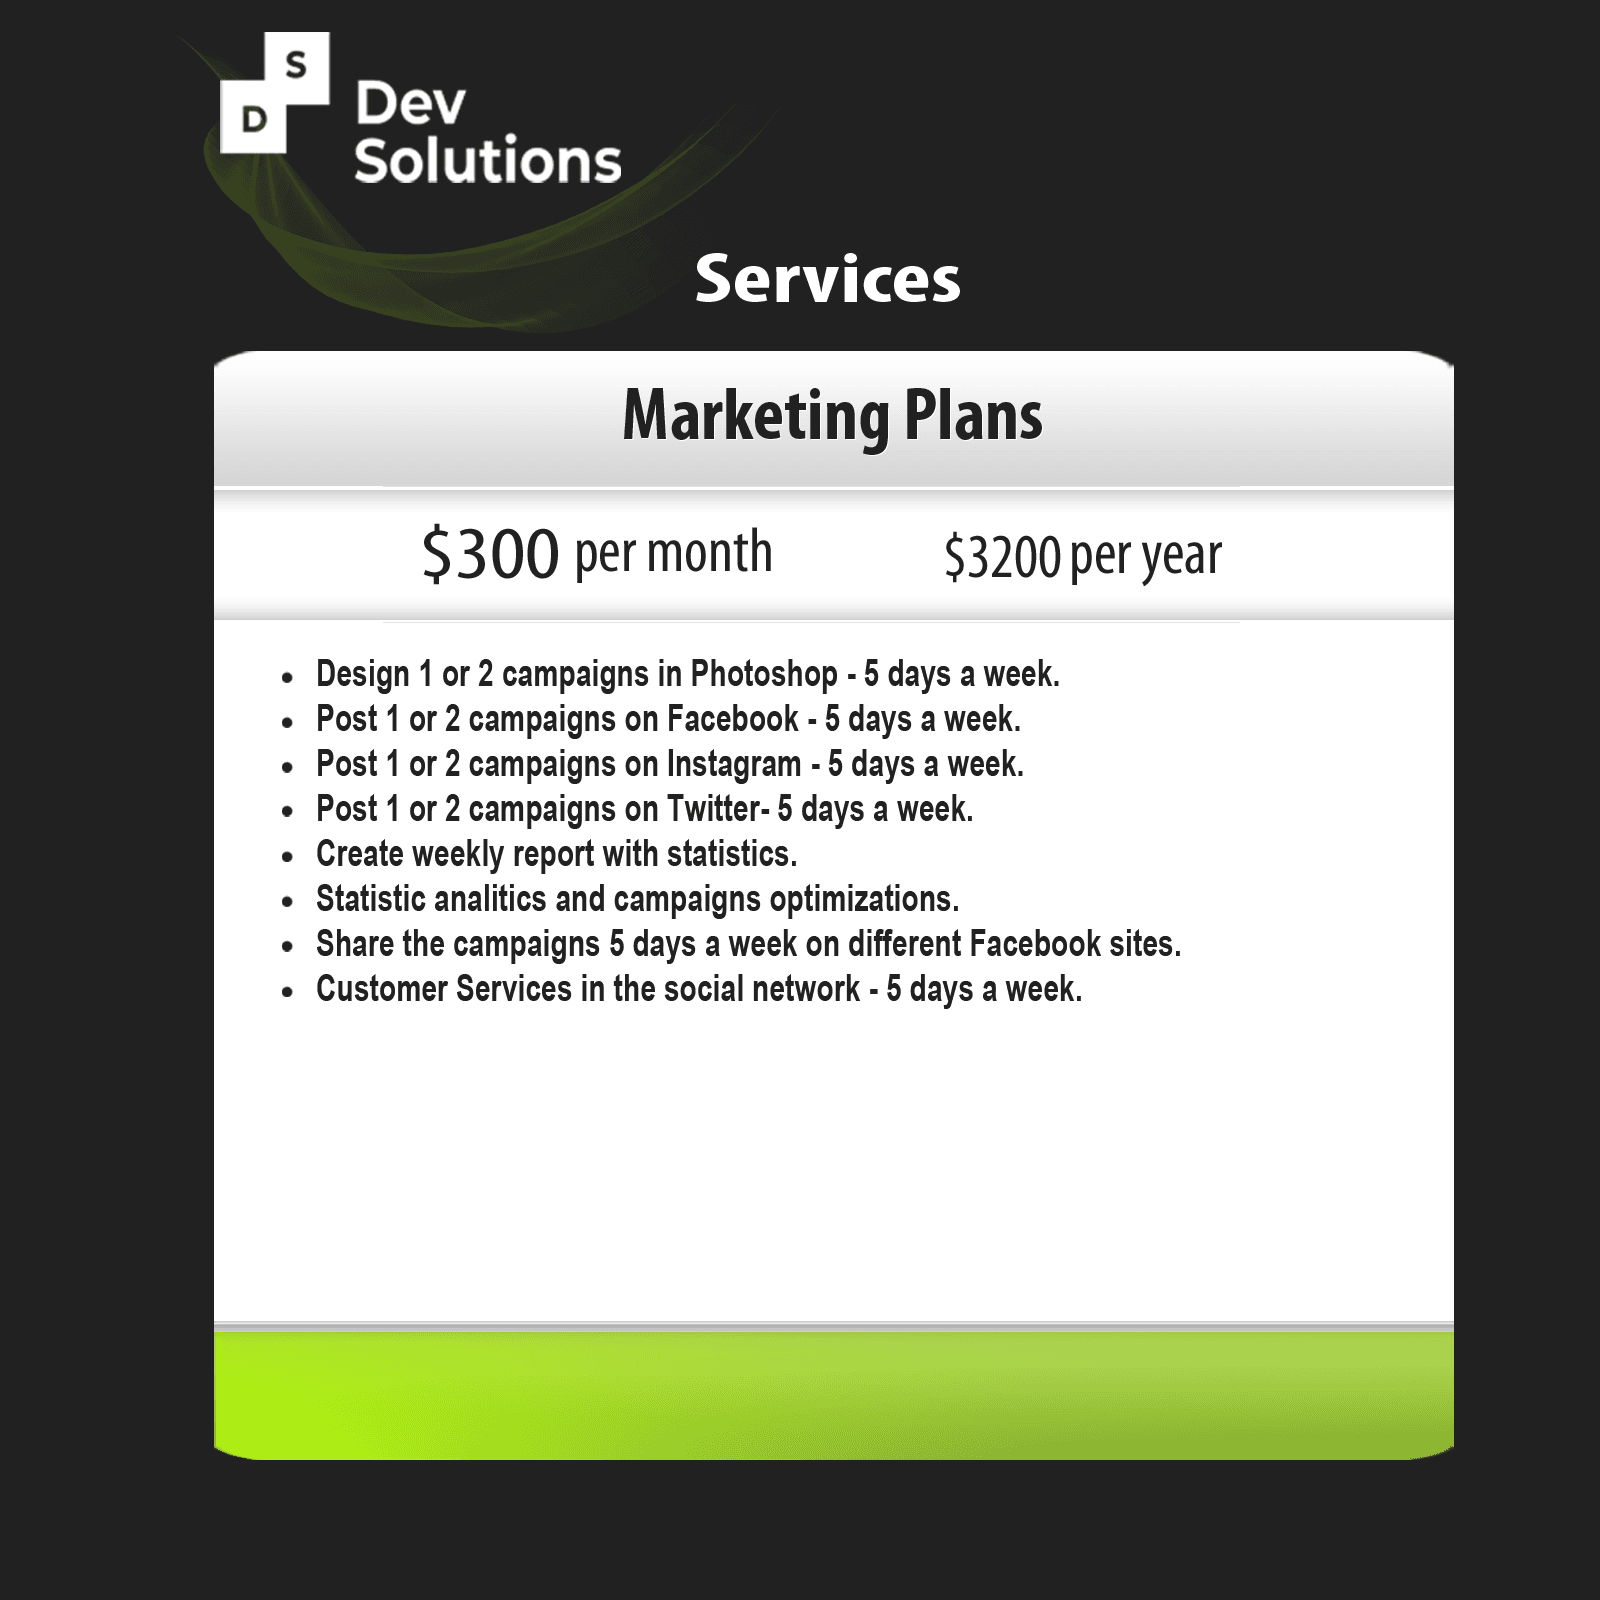 S
D
Dev
Solutions
Services
Marketing Plans
$300 per month $3200 per year
• Design 1 or 2 campaigns in Photoshop - 5 days a week.
• Post 1 or 2 campaigns on Facebook - 5 days a week.
• Post 1 or 2 campaigns on Instagram - 5 days a week.
• Post 1 or 2 campaigns on Twitter- 5 days a week.
• Create weekly report with statistics.
• Statistic analitics and campaigns optimizations.
• Share the campaigns 5 days a week on different Facebook sites.
• Customer Services in the social network - 5 days a week.